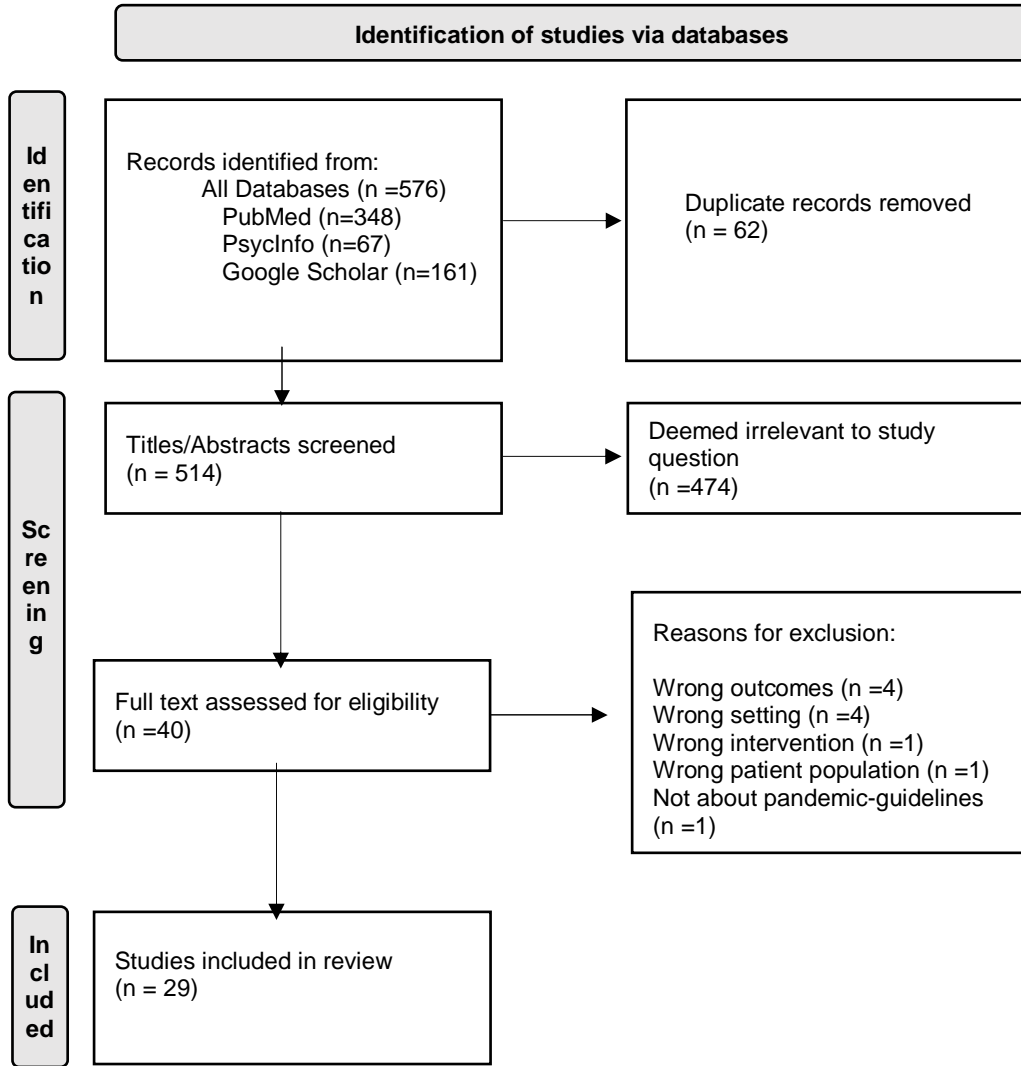 Identification of studies via databases
Id
en
tifi
ca
tio
n
Records identified from:
All Databases (n =576)
PubMed (n=348)
PsycInfo (n=67)
Google Scholar (n=161)
Duplicate records removed
(n = 62)
Sc
re
en
in
g
Titles/Abstracts screened
(n = 514)
Deemed irrelevant to study
question
(n =474)
Full text assessed for eligibility
(n =40)
Reasons for exclusion:
Wrong outcomes (n =4)
Wrong setting (n =4)
Wrong intervention (n =1)
Wrong patient population (n =1)
Not about pandemic-guidelines
(n =1)
In
cl
ud
ed
Studies included in review
(n = 29)